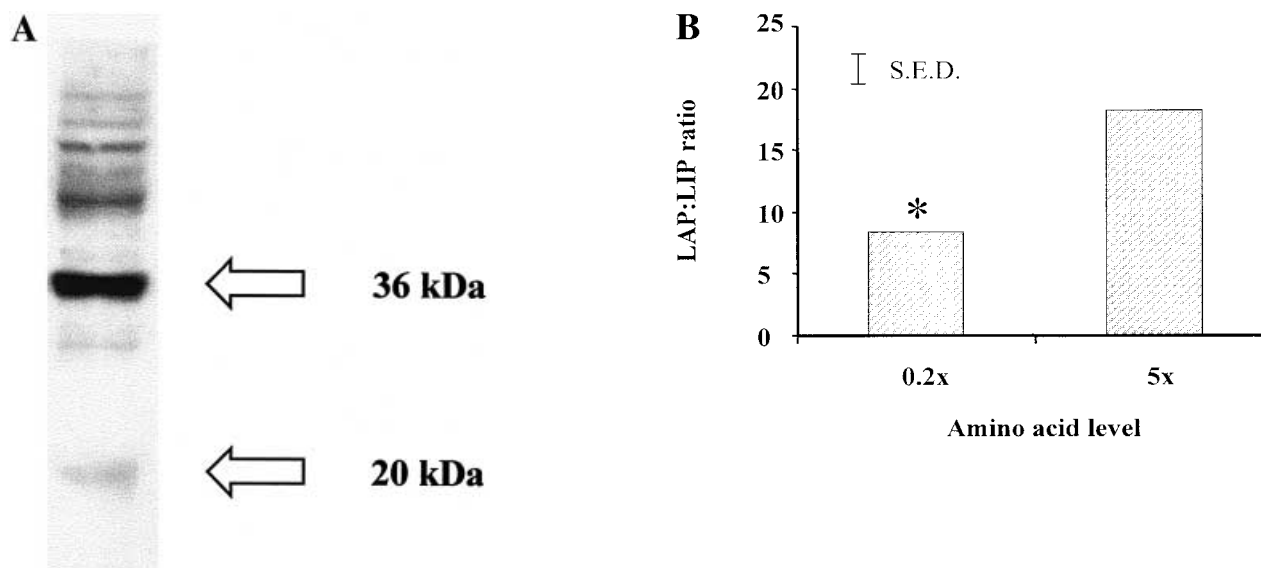 A
36 kDa
20 kDa
B
LAP:LIP ratio
25
20
15
10
5
0
S.E.D.
*
0.2x
5x
Amino acid level